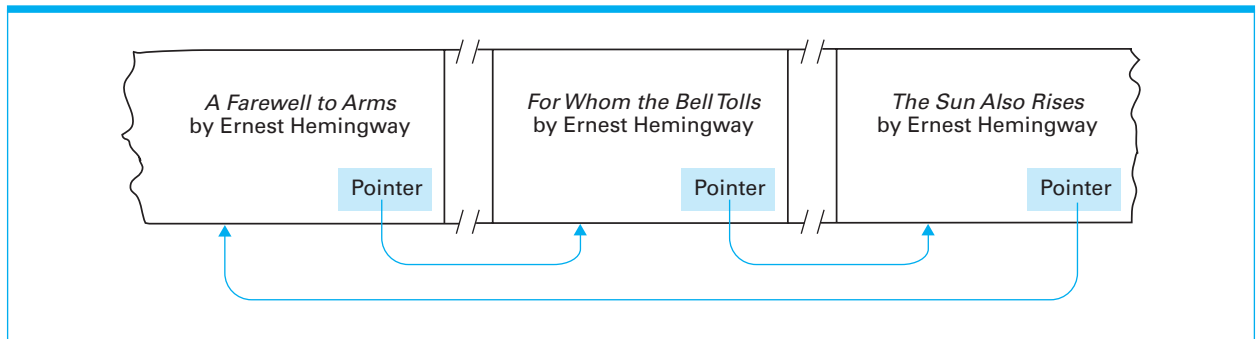 A Farewell to Arms
by Ernest Hemingway
Pointer
For Whom the Bell Tolls
by Ernest Hemingway
Pointer
The Sun Also Rises
by Ernest Hemingway
Pointer